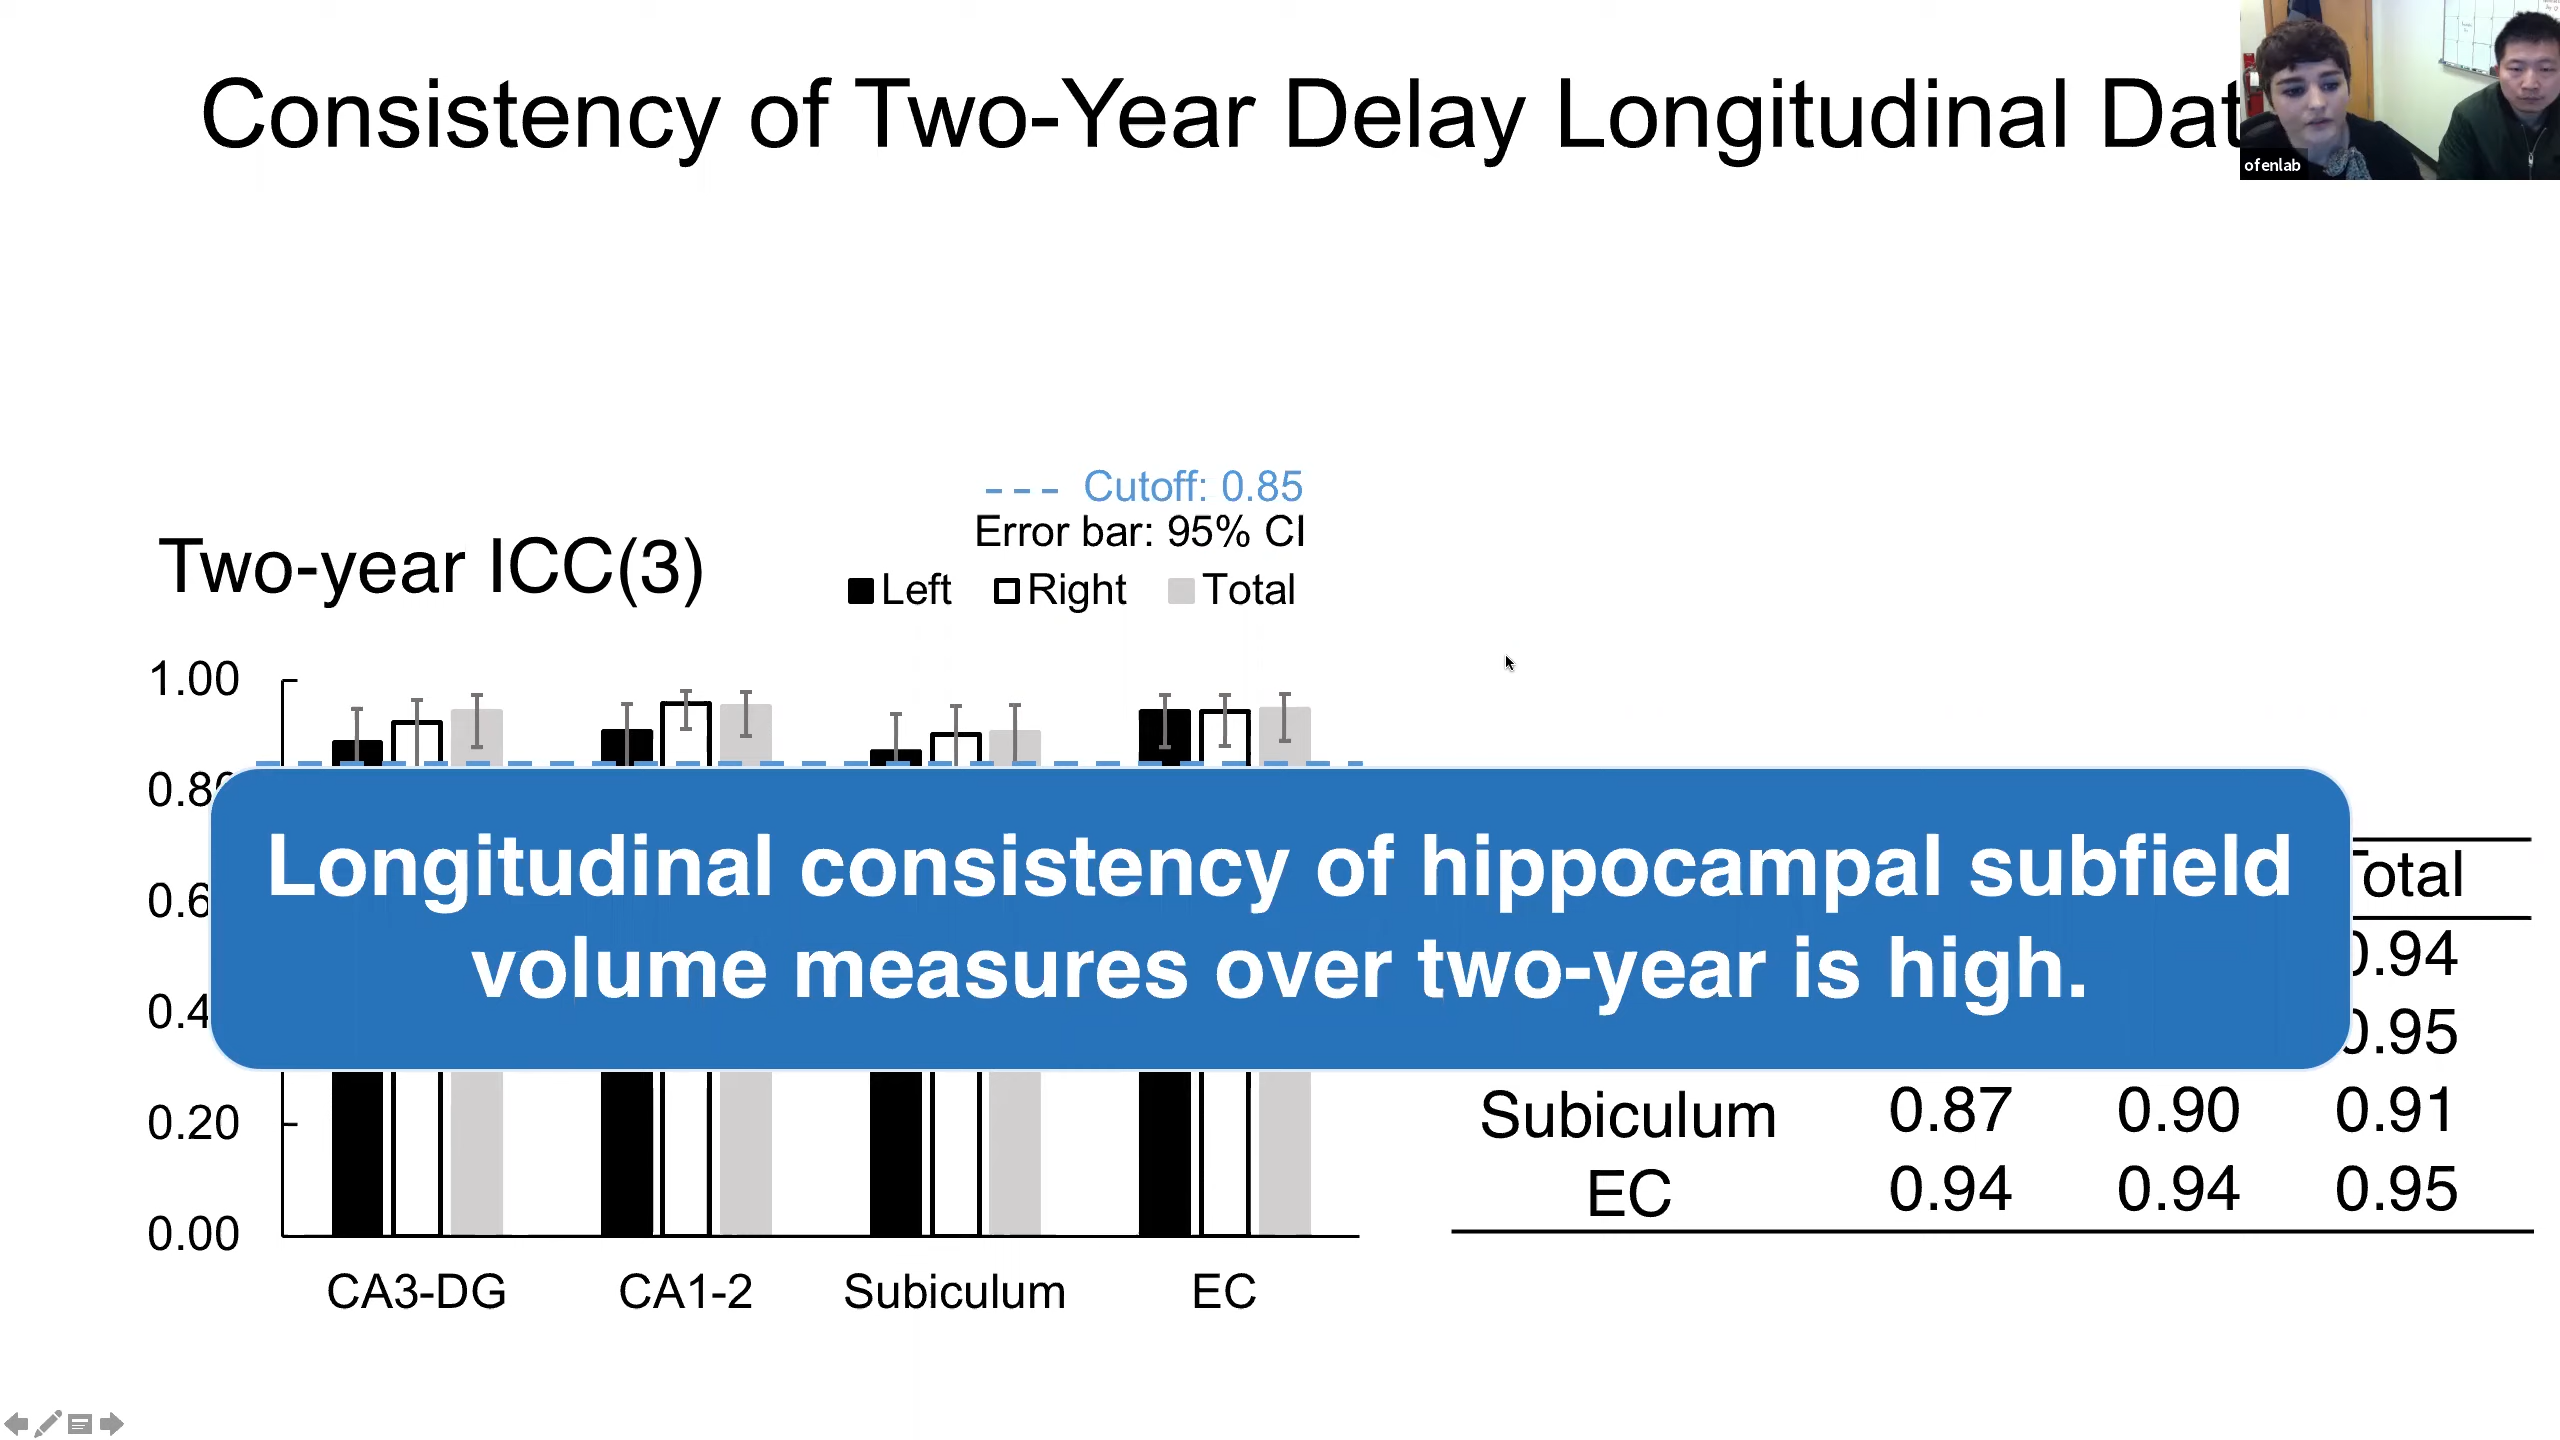 Consistency of Two-Year Delay Longitudinal Dat
ofenlab
Cutoff: 0.85
Error bar: 95% CI
Two-year ICC(3)
Left Right Total
1.00
0.8
0.6
0.4
0.20
0.00
Longitudinal consistency of hippocampal subfield
volume measures over two-year is high.
CA3-DG CA1-2 Subiculum EC
Total
0.94
0.95
Subiculum 0.87 0.90 0.91
EC 0.94 0.94 0.95